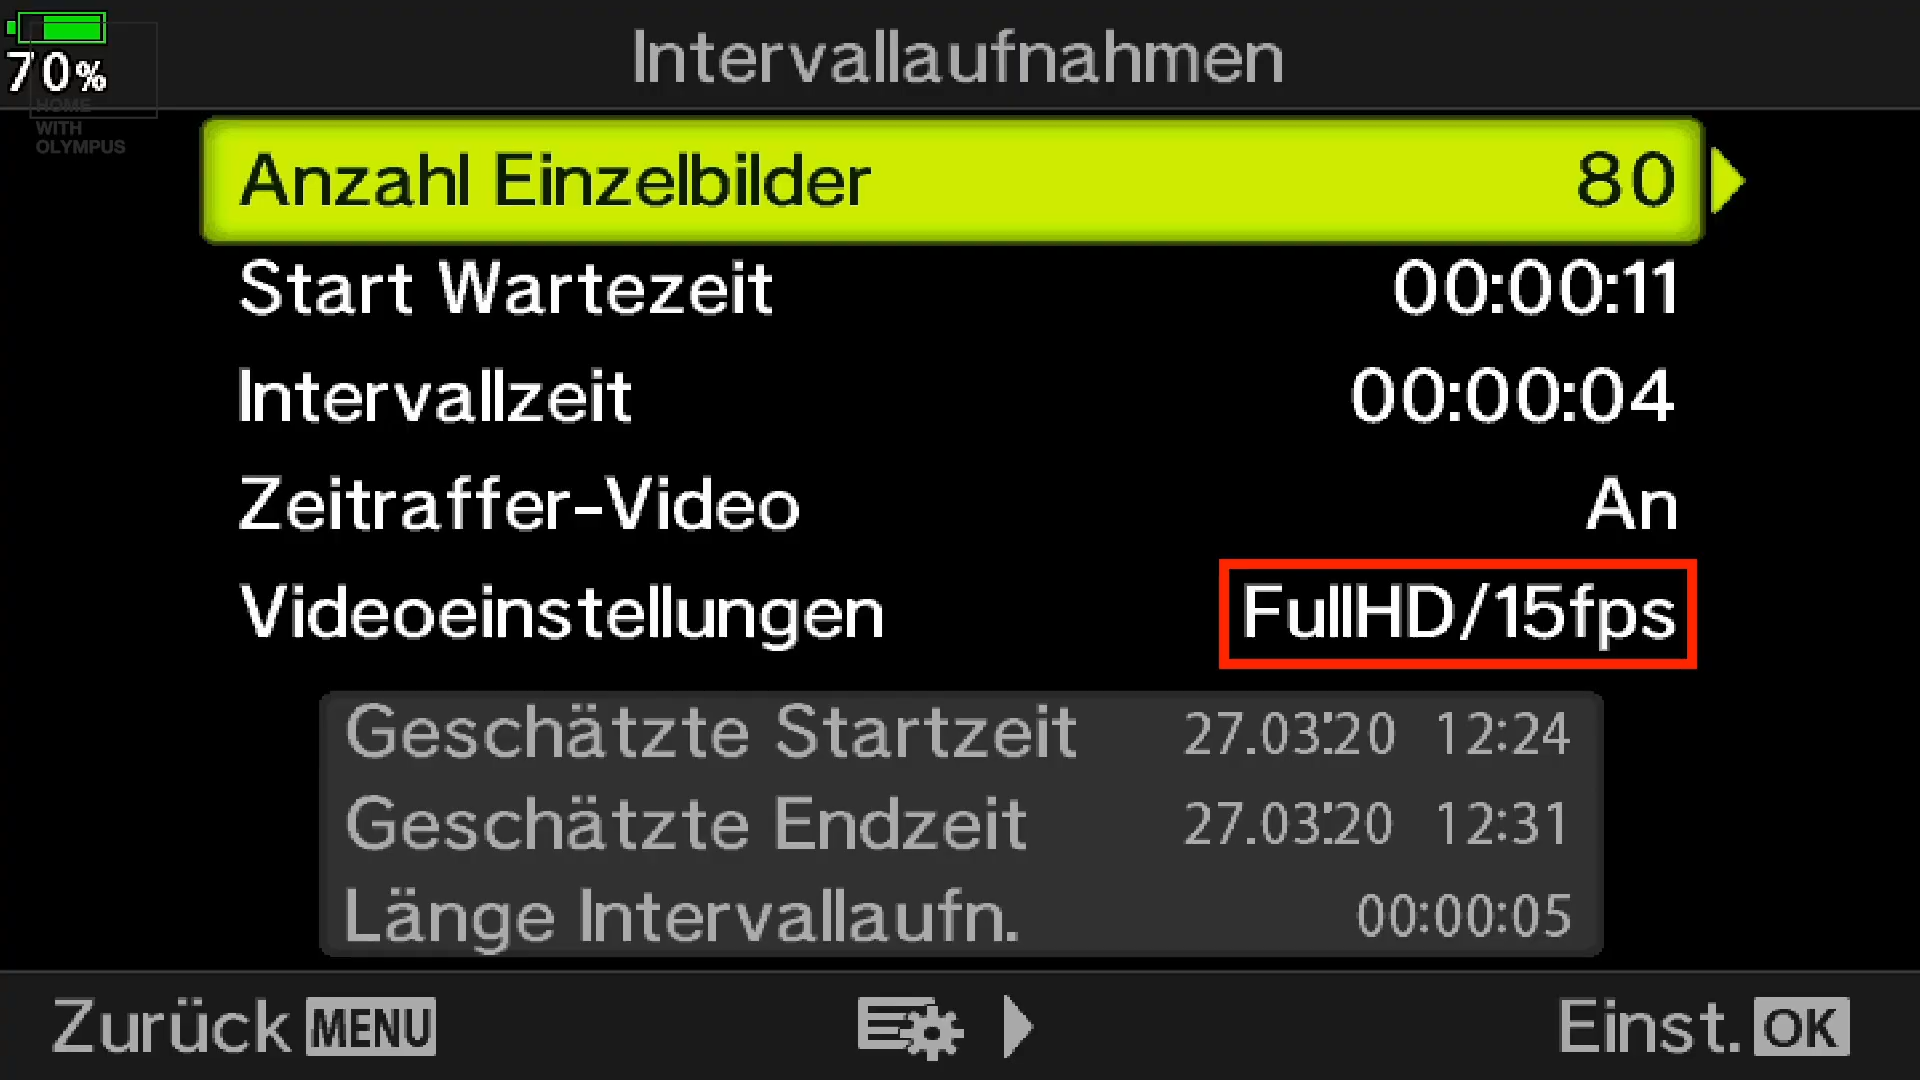 70%
Intervallaufnahmen
HOME
WITH
OLYMPUS
Anzahl Einzelbilder 80
Start Wartezeit 00:00:11
Intervallzeit 00:00:04
Zeitraffer-Video An
Videoeinstellungen FullHD/15fps
Geschätzte Startzeit 27.03.'20 12:24
Geschätzte Endzeit 27.03.'20 12:31
Länge Intervallaufn. 00:00:05
Zurück MENU Einst. OK